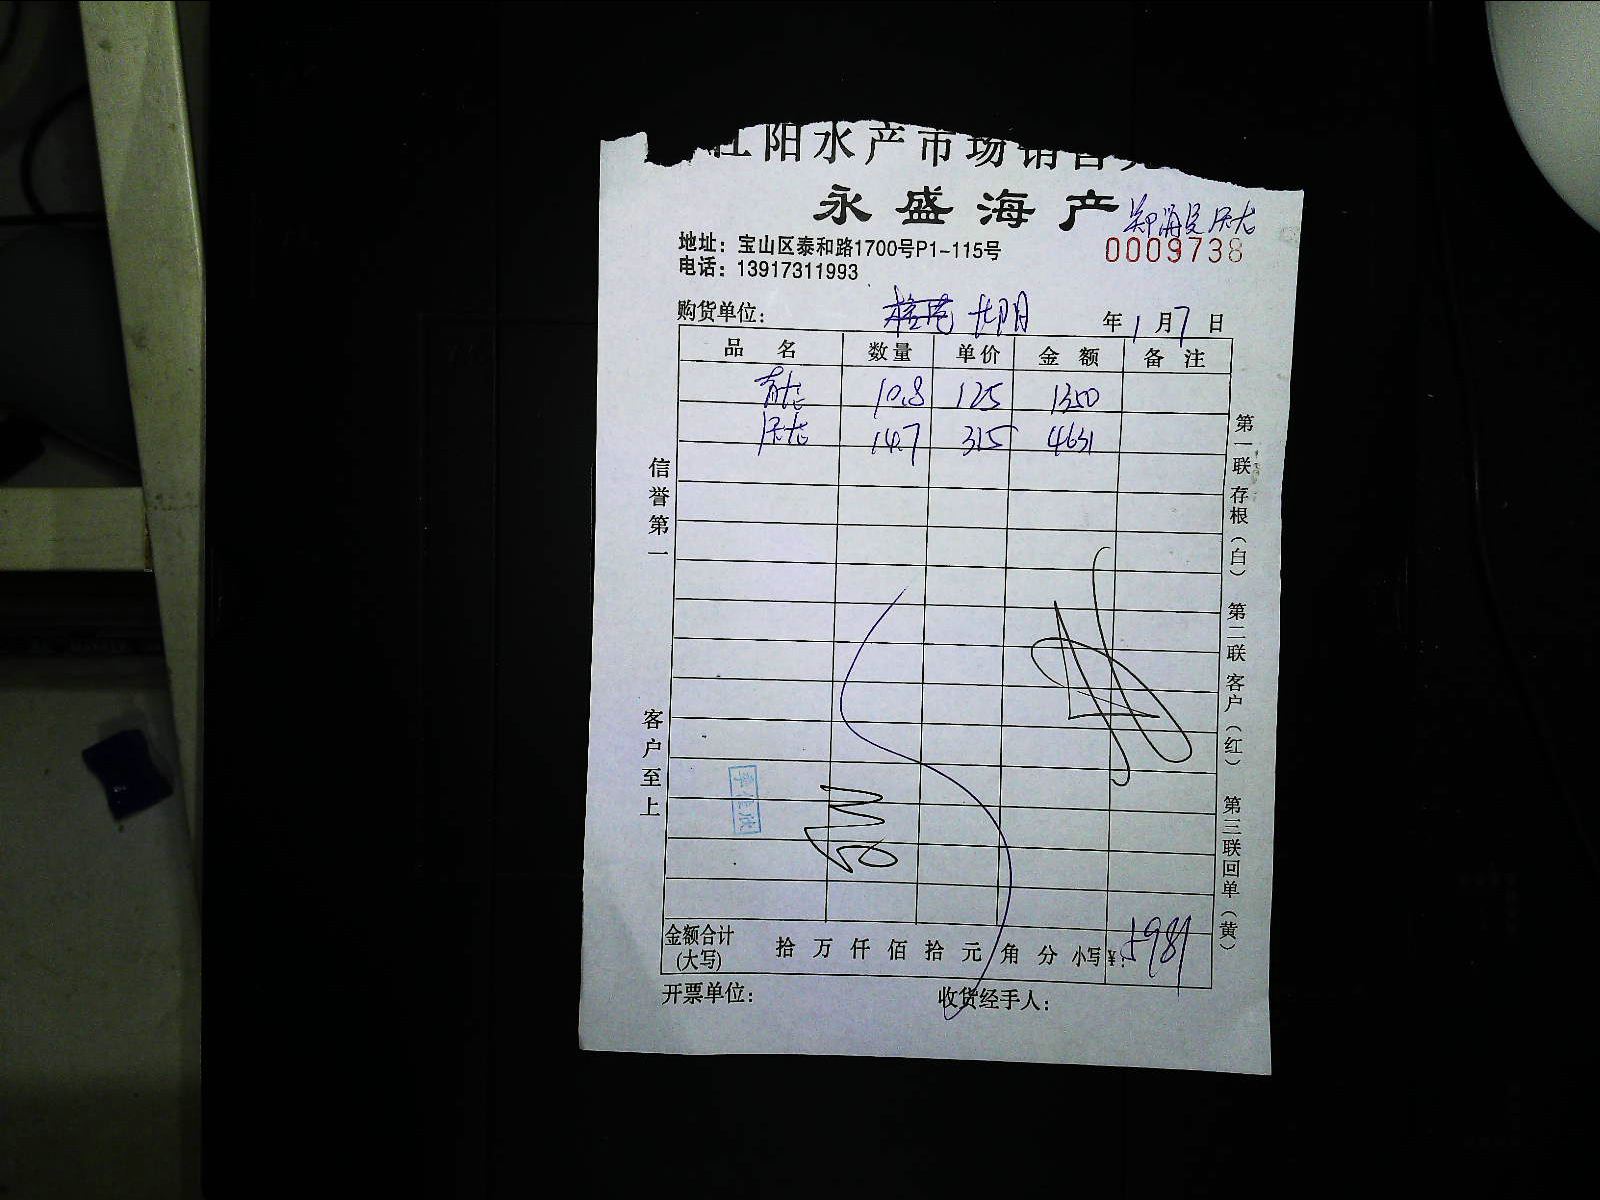 江阳水产市场销售
永盛海产
0009738
地址：宝山区泰和路1700号P1-115号
电话：13917311993
购货单位： 年1月7日
品名 数量 单价 金额 备注
青龙 10.8 125 1350
14.7 315 4631
信誉第一
客户至上
第一联存根（白） 第二联客户（红） 第三联回单（黄）
金额合计(大写) 拾万仟佰拾元角分 小写¥：5981
开票单位： 收货经手人：